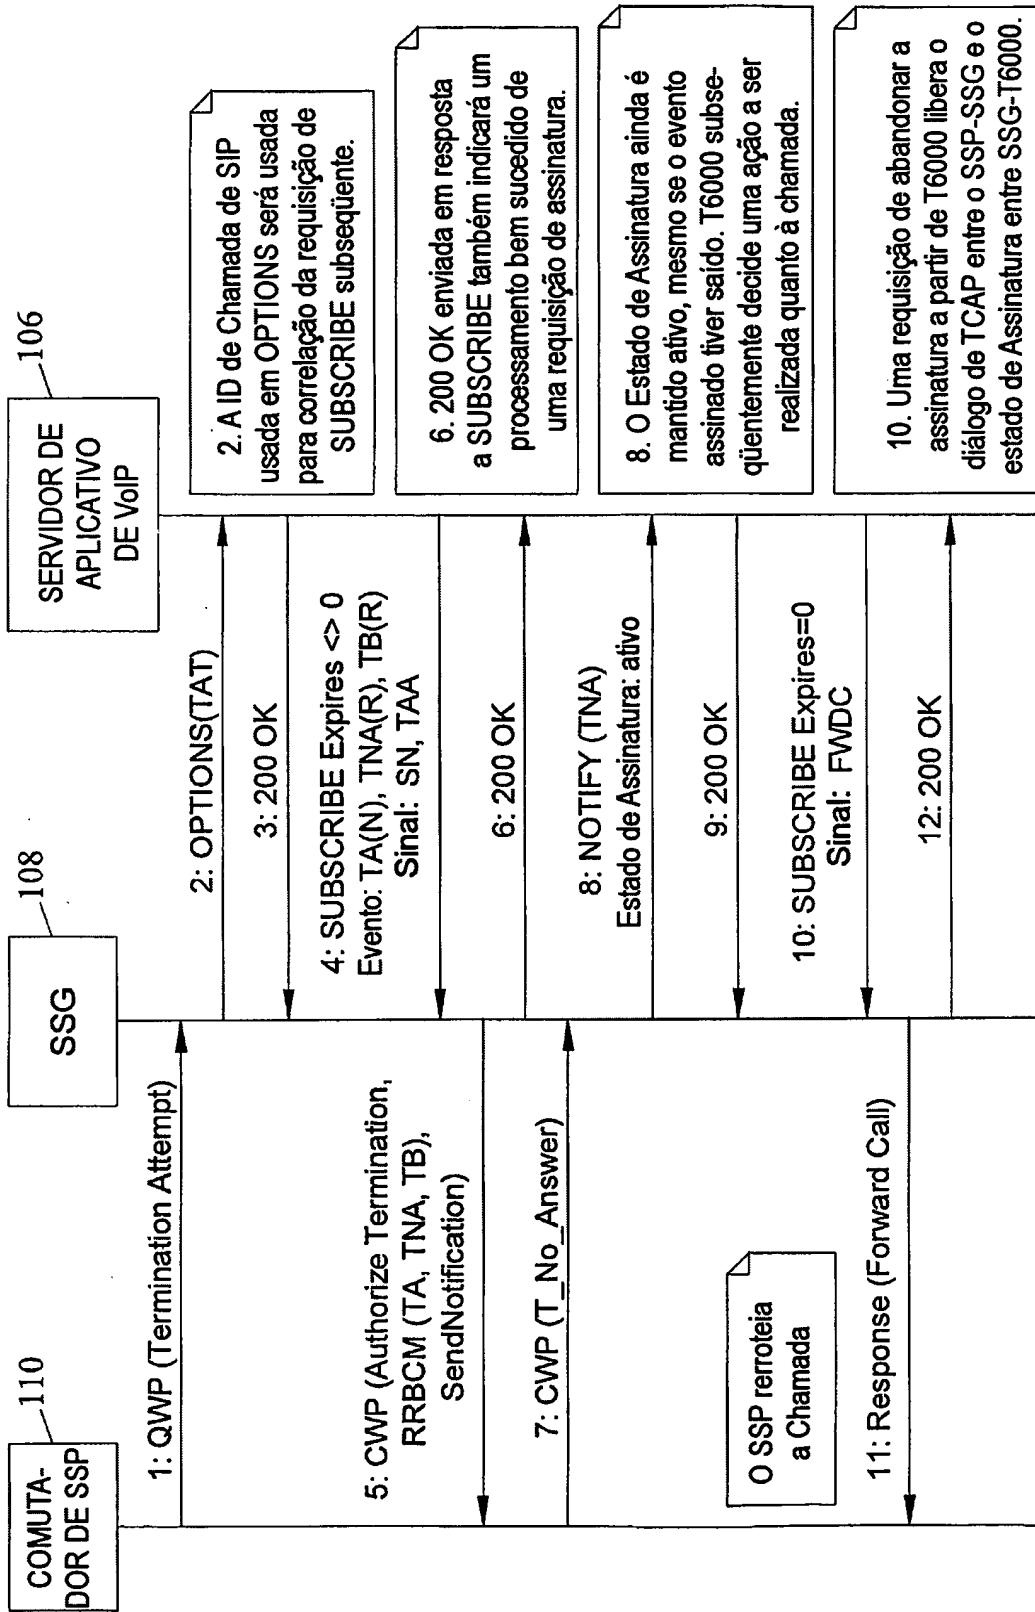 COMUTA-
DOR DE SSP
110
SSG
108
SERVIDOR DE
APLICATIVO
DE VoIP
106
1: QWP (Termination Attempt)
2: OPTIONS(TAT)
2. A ID de Chamada de SIP
usada em OPTIONS será usada
para correlação da requisição de
SUBSCRIBE subseqüente.
3: 200 OK
4: SUBSCRIBE Expires <> 0
Evento: TA(N), TNA(R), TB(R)
Sinal: SN, TAA
5: CWP (Authorize Termination,
RRBCM (TA, TNA, TB),
SendNotification)
6: 200 OK
6. 200 OK enviada em resposta
a SUBSCRIBE também indicará um
processamento bem sucedido de
uma requisição de assinatura.
7: CWP (T_No_Answer)
8: NOTIFY (TNA)
Estado de Assinatura: ativo
8. O Estado de Assinatura ainda é
mantido ativo, mesmo se o evento
assinado tiver saído. T6000 subse-
qüentemente decide uma ação a ser
realizada quanto à chamada.
9: 200 OK
10: SUBSCRIBE Expires=0
Sinal: FWDC
10. Uma requisição de abandonar a
assinatura a partir de T6000 libera o
diálogo de TCAP entre o SSP-SSG e o
estado de Assinatura entre SSG-T6000.
O SSP rerroteia
a Chamada
11: Response (Forward Call)
12: 200 OK